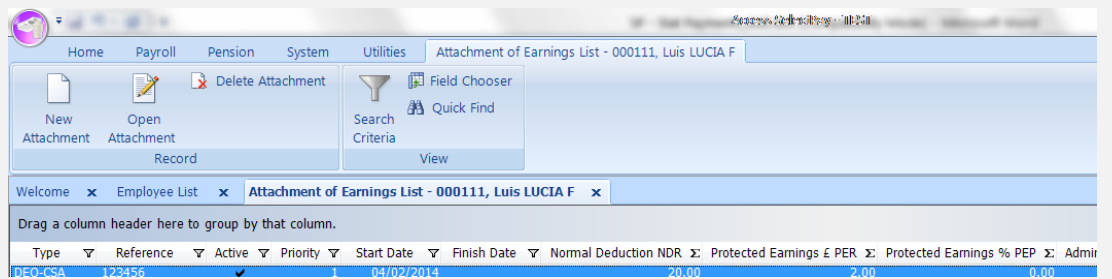 Home Payroll Pension System Utilities Attachment of Earnings List - 000111, Luis LUCIA F
New Attachment
Open Attachment
Delete Attachment
Record
Search Criteria
Field Chooser
Quick Find
View
Welcome x Employee List x Attachment of Earnings List - 000111, Luis LUCIA F x
Drag a column header here to group by that column.
Type Reference Active Priority Start Date Finish Date Normal Deduction NDR Σ Protected Earnings £ PER Σ Protected Earnings % PEP Σ Admi
DEO-CSA 123456 ✔ 1 04/02/2014 20.00 2.00 0.00